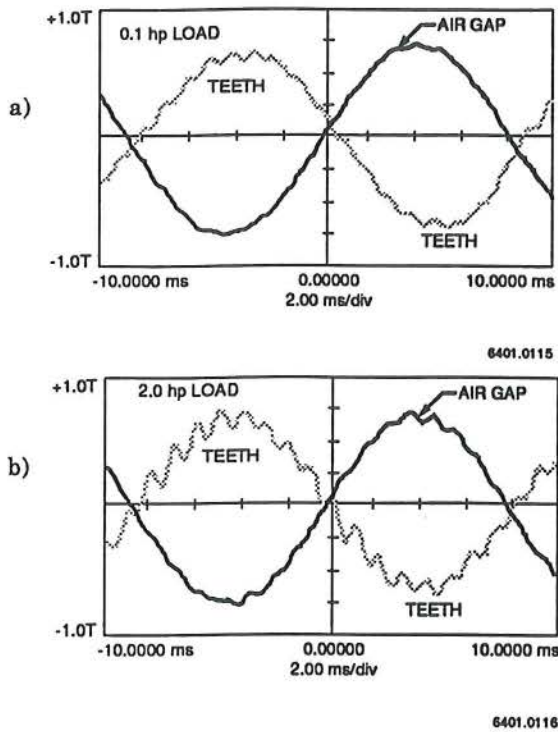 a)
+1.0T
0.1 hp LOAD
AIR GAP
TEETH
TEETH
-1.0T
-10.0000 ms
0.00000
10.0000 ms
2.00 ms/div
6401.0115
b)
+1.0T
2.0 hp LOAD
AIR GAP
TEETH
TEETH
-1.0T
-10.0000 ms
0.00000
10.0000 ms
2.00 ms/div
6401.0116